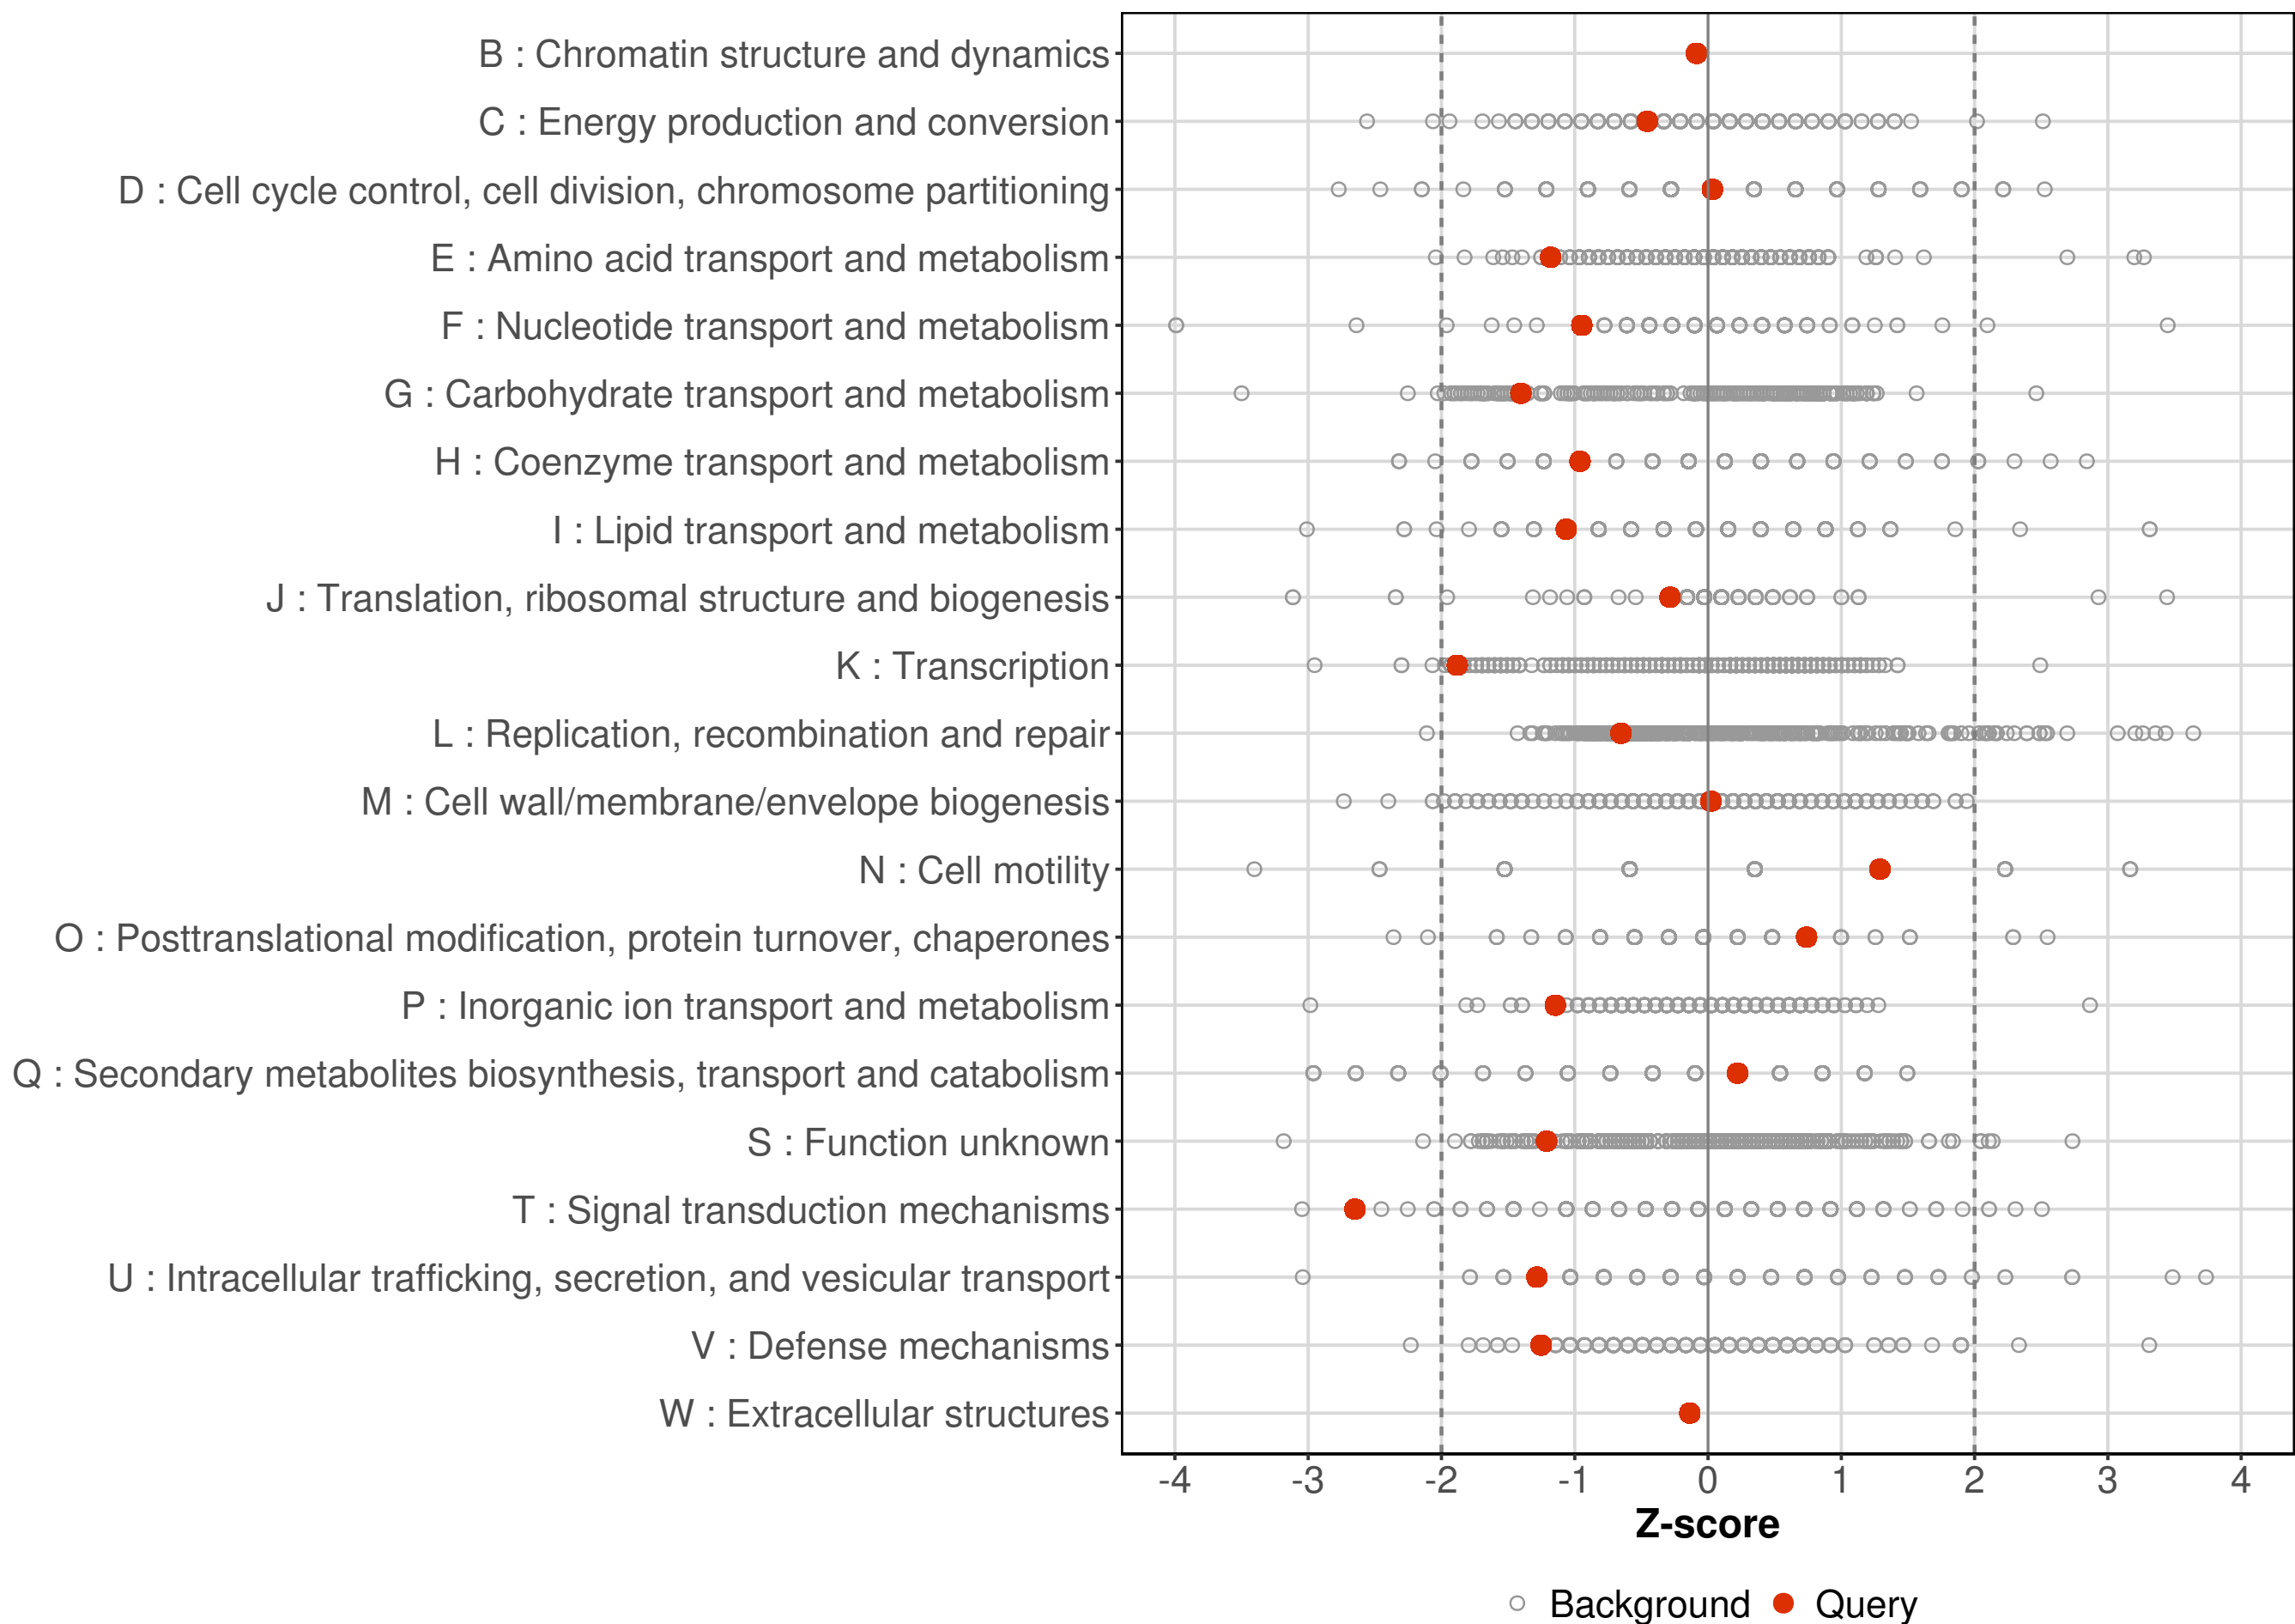 B : Chromatin structure and dynamics
C : Energy production and conversion
D : Cell cycle control, cell division, chromosome partitioning
E : Amino acid transport and metabolism
F : Nucleotide transport and metabolism
G : Carbohydrate transport and metabolism
H : Coenzyme transport and metabolism
I : Lipid transport and metabolism
J : Translation, ribosomal structure and biogenesis
K : Transcription
L : Replication, recombination and repair
M : Cell wall/membrane/envelope biogenesis
N : Cell motility
O : Posttranslational modification, protein turnover, chaperones
P : Inorganic ion transport and metabolism
Q : Secondary metabolites biosynthesis, transport and catabolism
S : Function unknown
T : Signal transduction mechanisms
U : Intracellular trafficking, secretion, and vesicular transport
V : Defense mechanisms
W : Extracellular structures
-4 -3 -2 -1 0 1 2 3 4
Z-score
Background Query